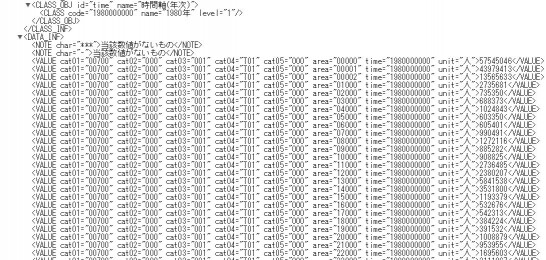 ▼<CLASS_OBJ id="time" name="時間軸(年次)">
<CLASS code="1980000000" name="1980年" level="1"/>
</CLASS_OBJ>
</CLASS_INF>
▼<DATA_INF>
<NOTE char="***">当該数値がないもの</NOTE>
<NOTE char="-">当該数値がないもの</NOTE>
<VALUE cat01="00700" cat02="000" cat03="001" cat04="T01" cat05="000" area="00000" time="1980000000" unit="人">57545046</VALUE>
<VALUE cat01="00700" cat02="000" cat03="001" cat04="T01" cat05="000" area="00001" time="1980000000" unit="人">43979413</VALUE>
<VALUE cat01="00700" cat02="000" cat03="001" cat04="T01" cat05="000" area="00002" time="1980000000" unit="人">13565633</VALUE>
<VALUE cat01="00700" cat02="000" cat03="001" cat04="T01" cat05="000" area="01000" time="1980000000" unit="人">2735681</VALUE>
<VALUE cat01="00700" cat02="000" cat03="001" cat04="T01" cat05="000" area="02000" time="1980000000" unit="人">735350</VALUE>
<VALUE cat01="00700" cat02="000" cat03="001" cat04="T01" cat05="000" area="03000" time="1980000000" unit="人">688373</VALUE>
<VALUE cat01="00700" cat02="000" cat03="001" cat04="T01" cat05="000" area="04000" time="1980000000" unit="人">1024843</VALUE>
<VALUE cat01="00700" cat02="000" cat03="001" cat04="T01" cat05="000" area="05000" time="1980000000" unit="人">603350</VALUE>
<VALUE cat01="00700" cat02="000" cat03="001" cat04="T01" cat05="000" area="06000" time="1980000000" unit="人">605401</VALUE>
<VALUE cat01="00700" cat02="000" cat03="001" cat04="T01" cat05="000" area="07000" time="1980000000" unit="人">990491</VALUE>
<VALUE cat01="00700" cat02="000" cat03="001" cat04="T01" cat05="000" area="08000" time="1980000000" unit="人">1272116</VALUE>
<VALUE cat01="00700" cat02="000" cat03="001" cat04="T01" cat05="000" area="09000" time="1980000000" unit="人">885282</VALUE>
<VALUE cat01="00700" cat02="000" cat03="001" cat04="T01" cat05="000" area="10000" time="1980000000" unit="人">908825</VALUE>
<VALUE cat01="00700" cat02="000" cat03="001" cat04="T01" cat05="000" area="11000" time="1980000000" unit="人">2736485</VALUE>
<VALUE cat01="00700" cat02="000" cat03="001" cat04="T01" cat05="000" area="12000" time="1980000000" unit="人">2380207</VALUE>
<VALUE cat01="00700" cat02="000" cat03="001" cat04="T01" cat05="000" area="13000" time="1980000000" unit="人">5841538</VALUE>
<VALUE cat01="00700" cat02="000" cat03="001" cat04="T01" cat05="000" area="14000" time="1980000000" unit="人">3531800</VALUE>
<VALUE cat01="00700" cat02="000" cat03="001" cat04="T01" cat05="000" area="15000" time="1980000000" unit="人">1193379</VALUE>
<VALUE cat01="00700" cat02="000" cat03="001" cat04="T01" cat05="000" area="16000" time="1980000000" unit="人">532676</VALUE>
<VALUE cat01="00700" cat02="000" cat03="001" cat04="T01" cat05="000" area="17000" time="1980000000" unit="人">542313</VALUE>
<VALUE cat01="00700" cat02="000" cat03="001" cat04="T01" cat05="000" area="18000" time="1980000000" unit="人">384224</VALUE>
<VALUE cat01="00700" cat02="000" cat03="001" cat04="T01" cat05="000" area="19000" time="1980000000" unit="人">391532</VALUE>
<VALUE cat01="00700" cat02="000" cat03="001" cat04="T01" cat05="000" area="20000" time="1980000000" unit="人">1008879</VALUE>
<VALUE cat01="00700" cat02="000" cat03="001" cat04="T01" cat05="000" area="21000" time="1980000000" unit="人">953955</VALUE>
<VALUE cat01="00700" cat02="000" cat03="001" cat04="T01" cat05="000" area="22000" time="1980000000" unit="人">1695603</VALUE>